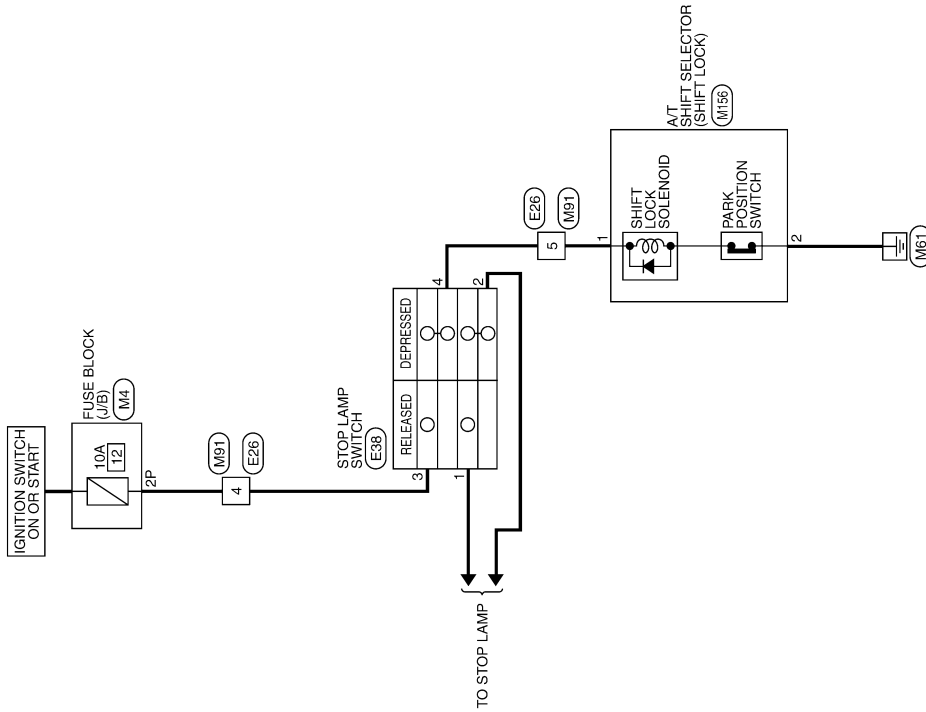 IGNITION SWITCH
ON OR START
FUSE BLOCK
(J/B)
M4
10A
12
2P
M91
4
E26
STOP LAMP
SWITCH
E38
RELEASED
DEPRESSED
3
4
1
2
TO STOP LAMP
E26
5
M91
A/T
SHIFT SELECTOR
(SHIFT LOCK)
M156
1
SHIFT
LOCK
SOLENOID
PARK
POSITION
SWITCH
2
M61